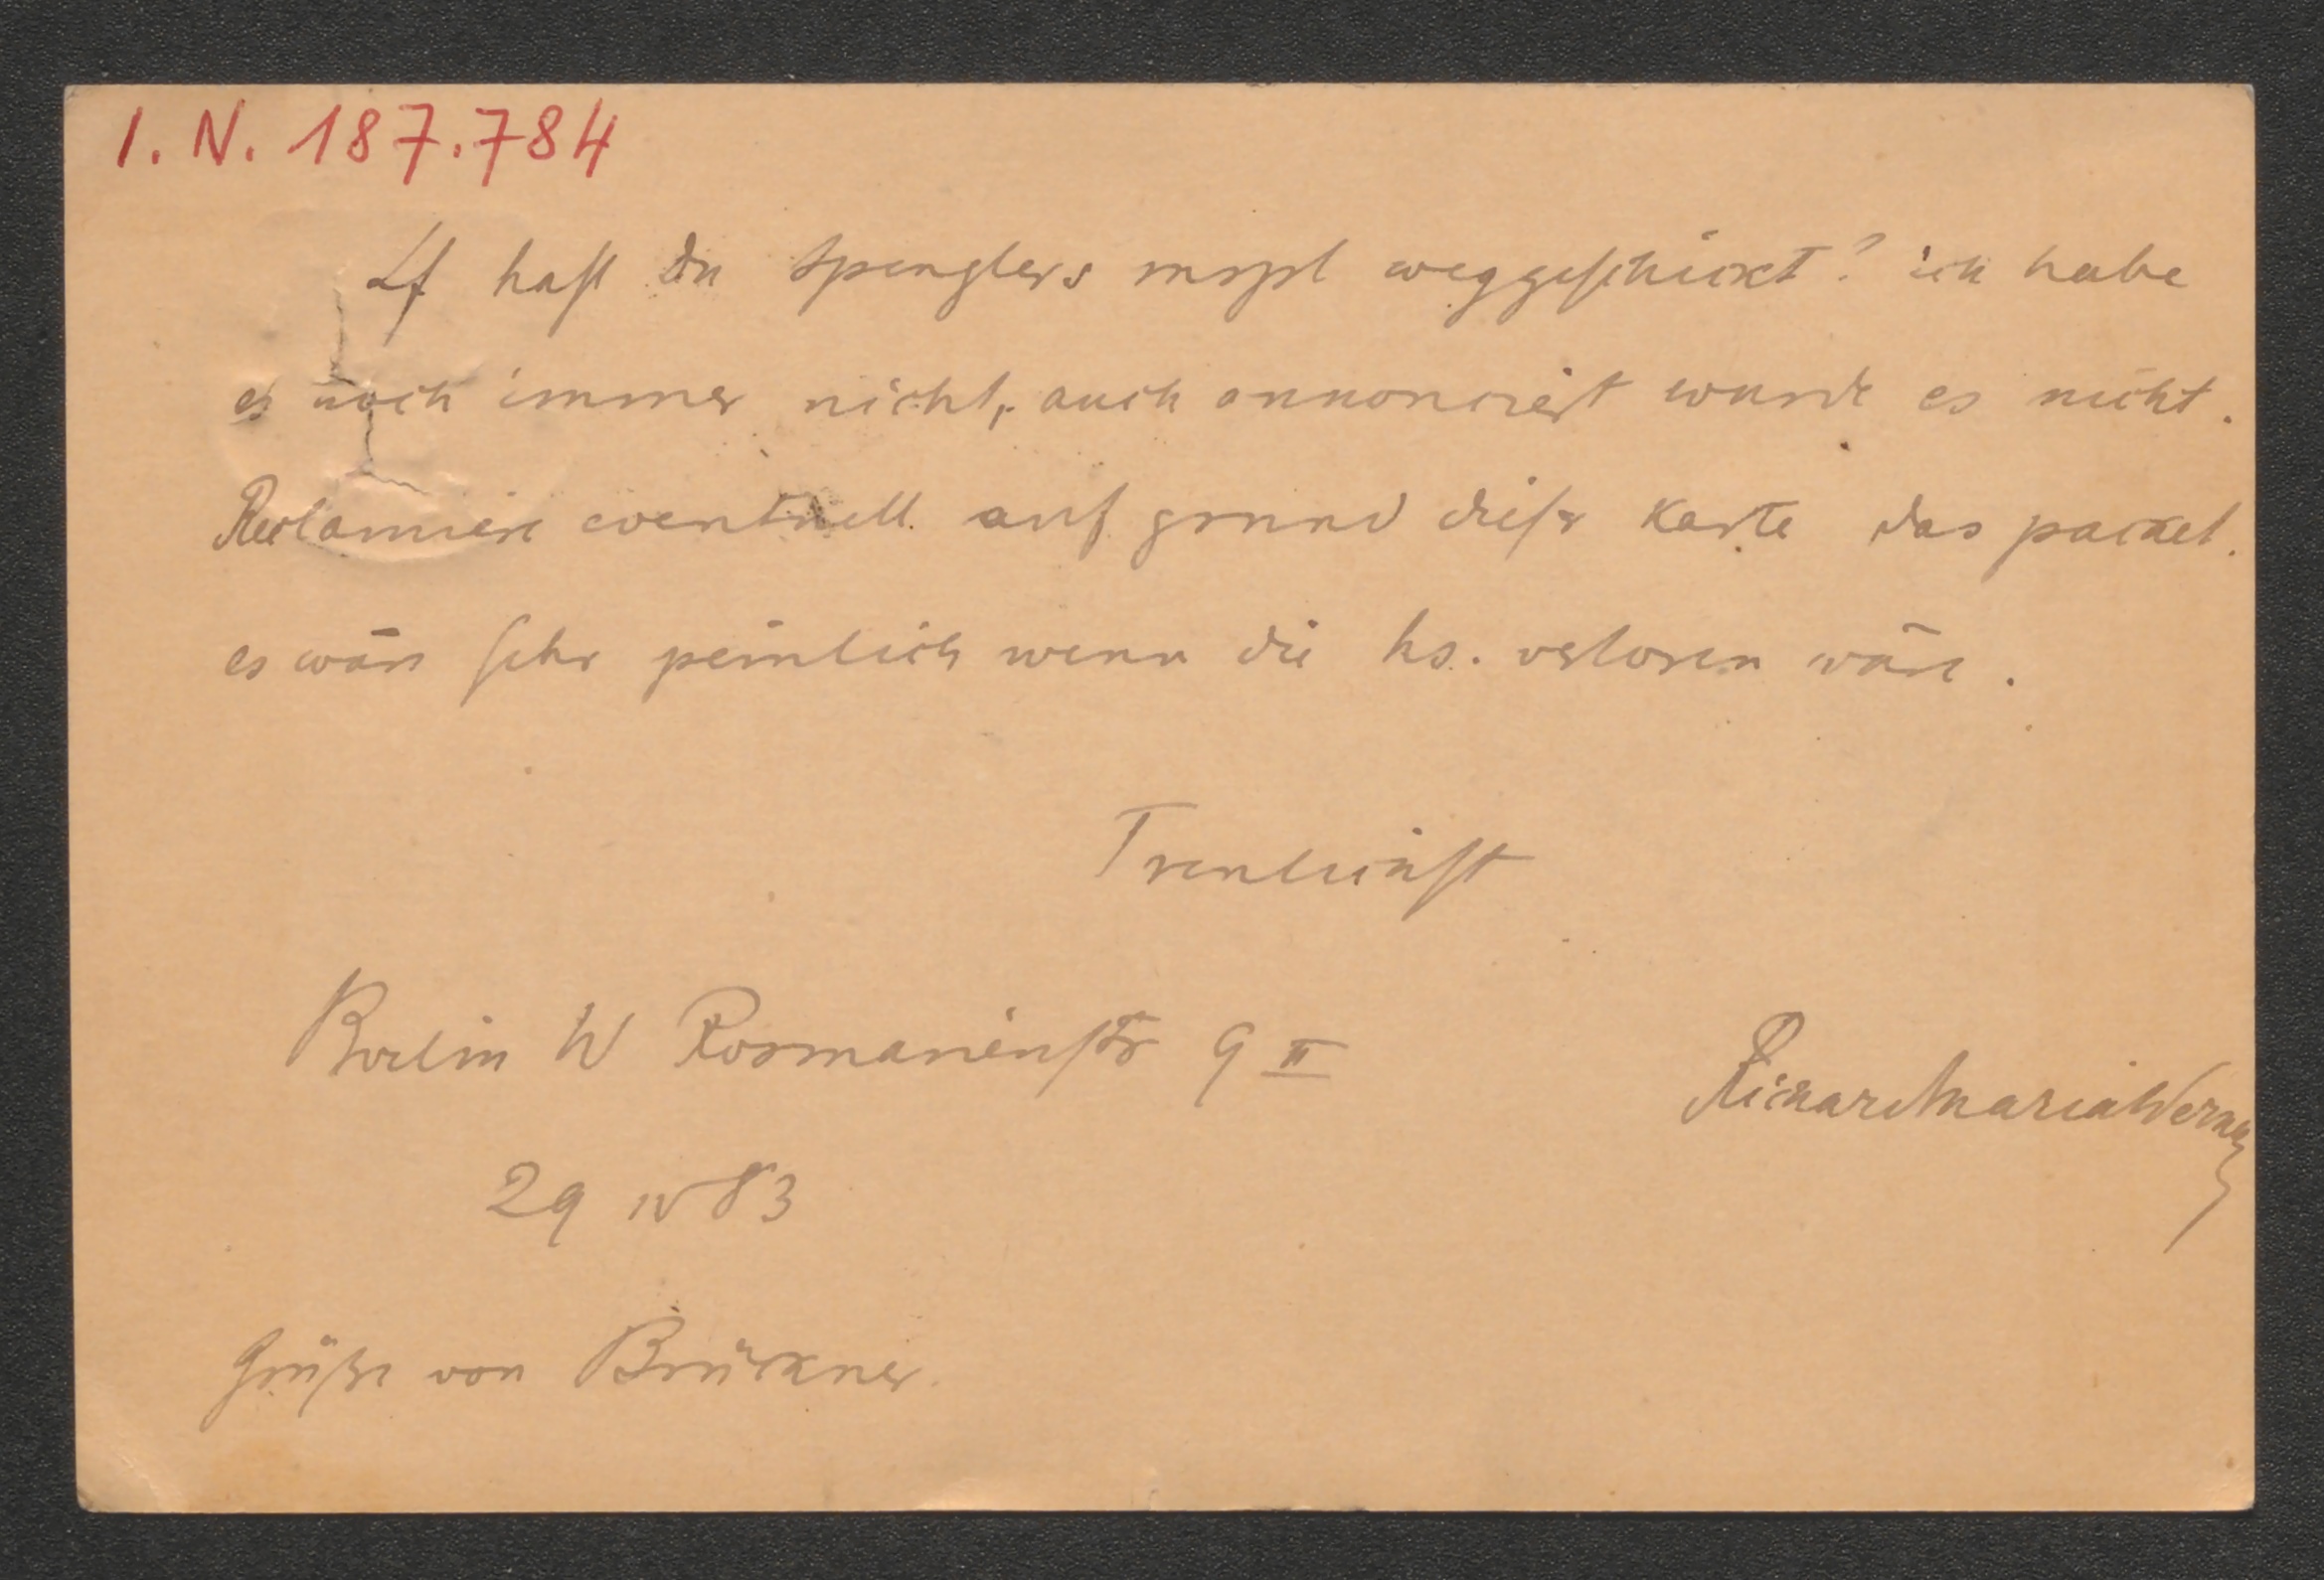 I. N. 187.784
Lf hast Du Spenglers mspt weggeschickt? ich habe
es noch immer nicht, auch annonciert wurde es nicht.
Reclamiere eventuell auf grund dieser Karte das packet.
es wäre sehr peinlich wenn die hs. verloren wäre.
Treulichst
Berlin W Rosmarienstr 9 II
RichardMariaWerner
29 IV 83
Grüße von Brückner.